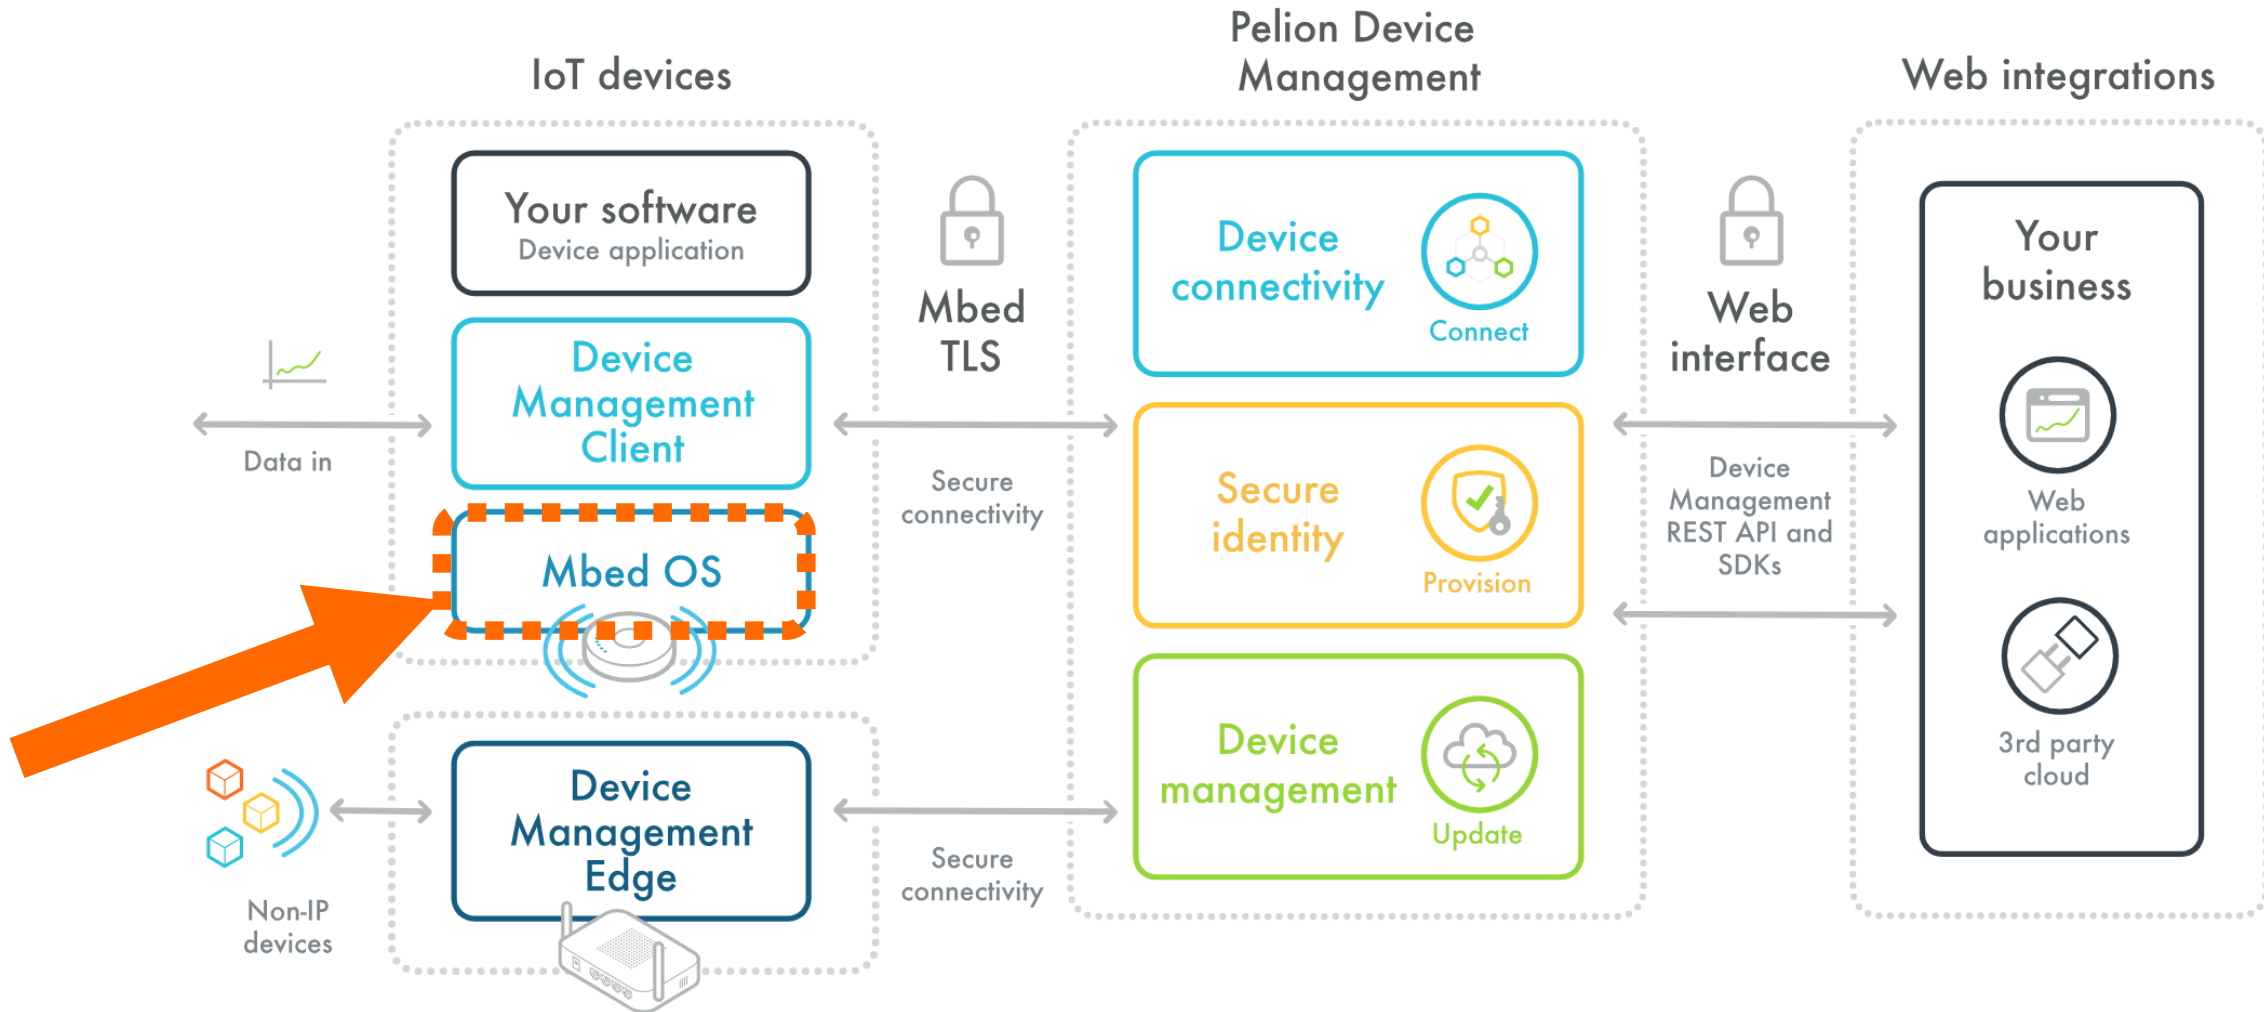 IoT devices
Your software
Device application
Device
Management
Client
Mbed OS
Data in
Device
Management
Edge
Non-IP
devices
Mbed
TLS
Secure
connectivity
Secure
connectivity
Pelion Device
Management
Device
connectivity
Connect
Secure
identity
Provision
Device
management
Update
Web
interface
Device
Management
REST API and
SDKs
Web integrations
Your
business
Web
applications
3rd party
cloud